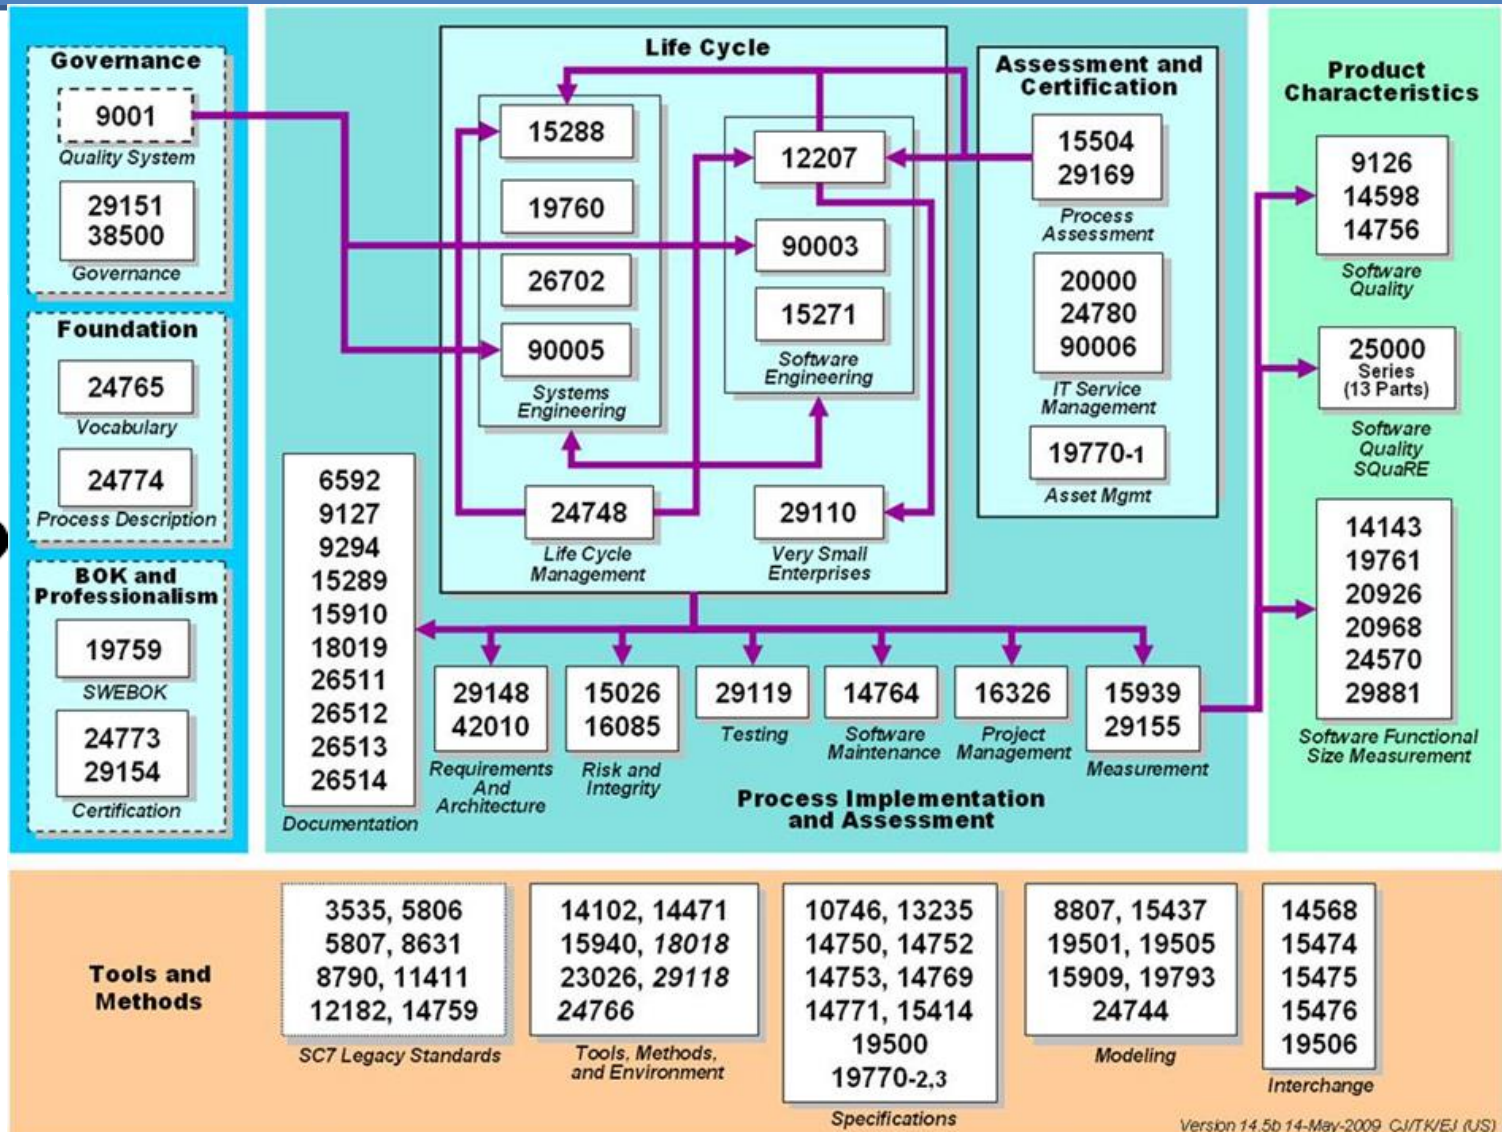 Governance
9001
Quality System
29151
38500
Governance
Foundation
24765
Vocabulary
24774
Process Description
BOK and
Professionalism
19759
SWEBOK
24773
29154
Certification
Life Cycle
15288
19760
26702
90005
Systems
Engineering
12207
90003
15271
Software
Engineering
24748
Life Cycle
Management
29110
Very Small
Enterprises
Assessment and
Certification
15504
29169
Process
Assessment
20000
24780
90006
IT Service
Management
19770-1
Asset Mgmt
6592
9127
9294
15289
15910
18019
26511
26512
26513
26514
Documentation
29148
42010
Requirements
And
Architecture
15026
16085
Risk and
Integrity
29119
Testing
14764
Software
Maintenance
16326
Project
Management
15939
29155
Measurement
Process Implementation
and Assessment
Product
Characteristics
9126
14598
14756
Software
Quality
25000
Series
(13 Parts)
Software
Quality
SQuaRE
14143
19761
20926
20968
24570
29881
Software Functional
Size Measurement
Tools and
Methods
3535, 5806
5807, 8631
8790, 11411
12182, 14759
SC7 Legacy Standards
14102, 14471
15940, 18018
23026, 29118
24766
Tools, Methods,
and Environment
10746, 13235
14750, 14752
14753, 14769
14771, 15414
19500
19770-2,3
Specifications
8807, 15437
19501, 19505
15909, 19793
24744
Modeling
14568
15474
15475
15476
19506
Interchange
Version 14.5b 14-May-2009 CJ/TK/EJ (US)